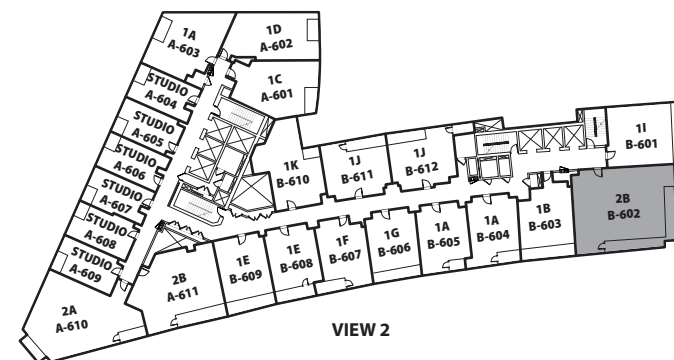 1A
A-603
1D
A-602
1C
A-601
STUDIO
A-604
STUDIO
A-605
STUDIO
A-606
STUDIO
A-607
STUDIO
A-608
STUDIO
A-609
2A
A-610
2B
A-611
1K
B-610
1J
B-611
1J
B-612
1I
B-601
1E
B-609
1E
B-608
1F
B-607
1G
B-606
1A
B-605
1A
B-604
1B
B-603
2B
B-602
VIEW 2